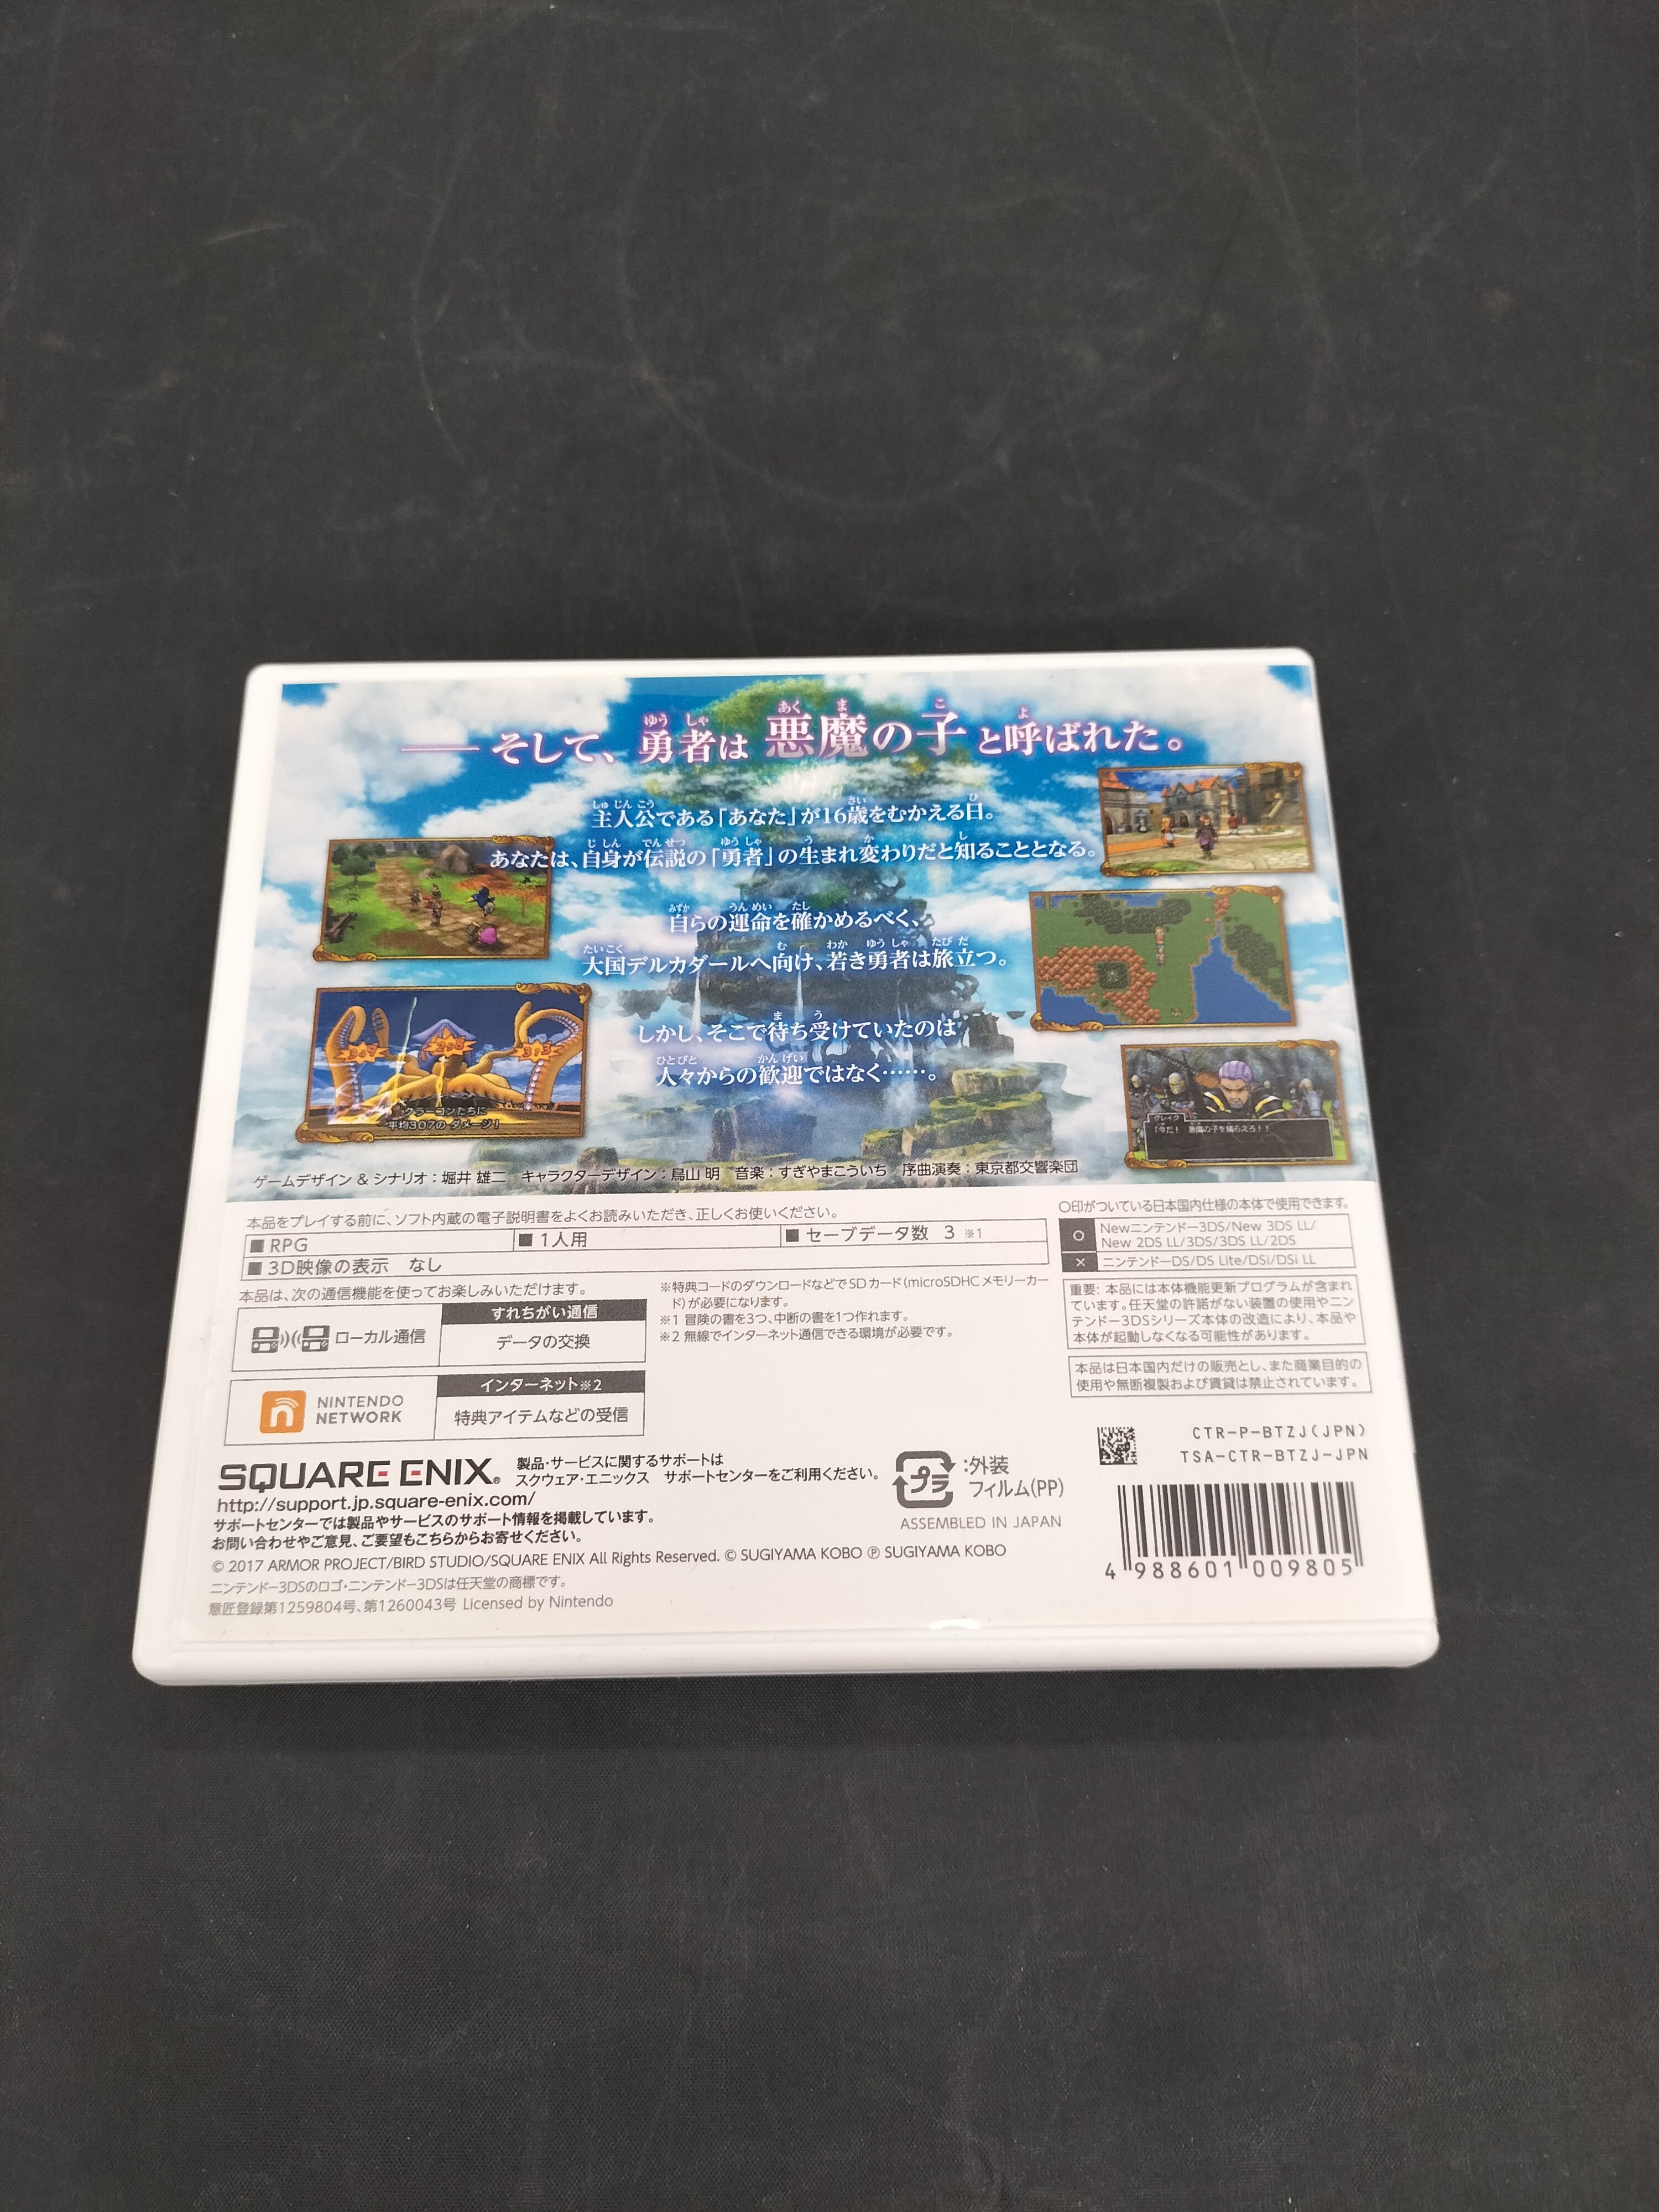 ──そして、勇者は悪魔の子と呼ばれた。
主人公である「あなた」が16歳をむかえる日。
あなたは、自身が伝説の「勇者」の生まれ変わりだと知ることとなる。
自らの運命を確かめるべく、
大国デルカダールへ向け、若き勇者は旅立つ。
しかし、そこで待ち受けていたのは
人々からの歓迎ではなく……。
クラーゴンたちに
平均307の ダメージ!
グレイグ
「今だ! 悪魔の子を捕らえろ!!
ゲームデザイン & シナリオ:堀井 雄二 キャラクターデザイン:鳥山 明 音楽:すぎやまこういち 序曲演奏:東京都交響楽団
本品をプレイする前に、ソフト内蔵の電子説明書をよくお読みいただき、正しくお使いください。
■ RPG ■ 1人用 ■ セーブデータ数 3 ※1
■ 3D映像の表示 なし
本品は、次の通信機能を使ってお楽しみいただけます。
ローカル通信
すれちがい通信
データの交換
NINTENDO
NETWORK
インターネット※2
特典アイテムなどの受信
※特典コードのダウンロードなどでSDカード(microSDHCメモリーカー
ド)が必要になります。
※1 冒険の書を3つ、中断の書を1つ作れます。
※2 無線でインターネット通信できる環境が必要です。
〇印がついている日本国内仕様の本体で使用できます。
○ Newニンテンドー3DS/New 3DS LL/
New 2DS LL/3DS/3DS LL/2DS
× ニンテンドーDS/DS Lite/DSi/DSi LL
重要: 本品には本体機能更新プログラムが含まれ
ています。任天堂の許諾がない装置の使用やニン
テンドー3DSシリーズ本体の改造により、本品や
本体が起動しなくなる可能性があります。
本品は日本国内だけの販売とし、また商業目的の
使用や無断複製および賃貸は禁止されています。
CTR-P-BTZJ(JPN)
TSA-CTR-BTZJ-JPN
SQUARE ENIX®
製品・サービスに関するサポートは
スクウェア・エニックス サポートセンターをご利用ください。
http://support.jp.square-enix.com/
サポートセンターでは製品やサービスのサポート情報を掲載しています。
お問い合わせやご意見、ご要望もこちらからお寄せください。
プラ
:外装
フィルム(PP)
ASSEMBLED IN JAPAN
© 2017 ARMOR PROJECT/BIRD STUDIO/SQUARE ENIX All Rights Reserved. © SUGIYAMA KOBO ℗ SUGIYAMA KOBO
ニンテンドー3DSのロゴ・ニンテンドー3DSは任天堂の商標です。
意匠登録第1259804号、第1260043号 Licensed by Nintendo
4 988601 009805